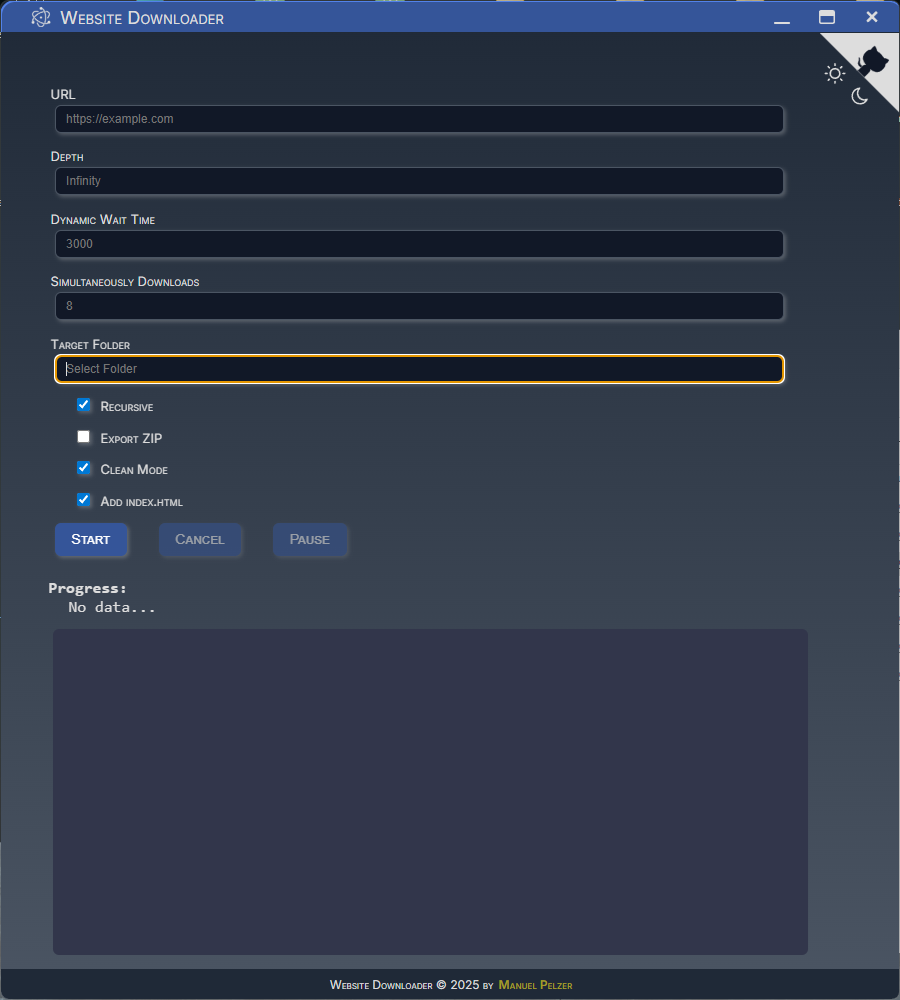 Website Downloader
URL
https://example.com
Depth
Infinity
Dynamic Wait Time
3000
Simultaneously Downloads
8
Target Folder
Select Folder
Recursive
Export ZIP
Clean Mode
Add index.html
Start Cancel Pause
Progress:
No data...
Website Downloader © 2025 by Manuel Pelzer